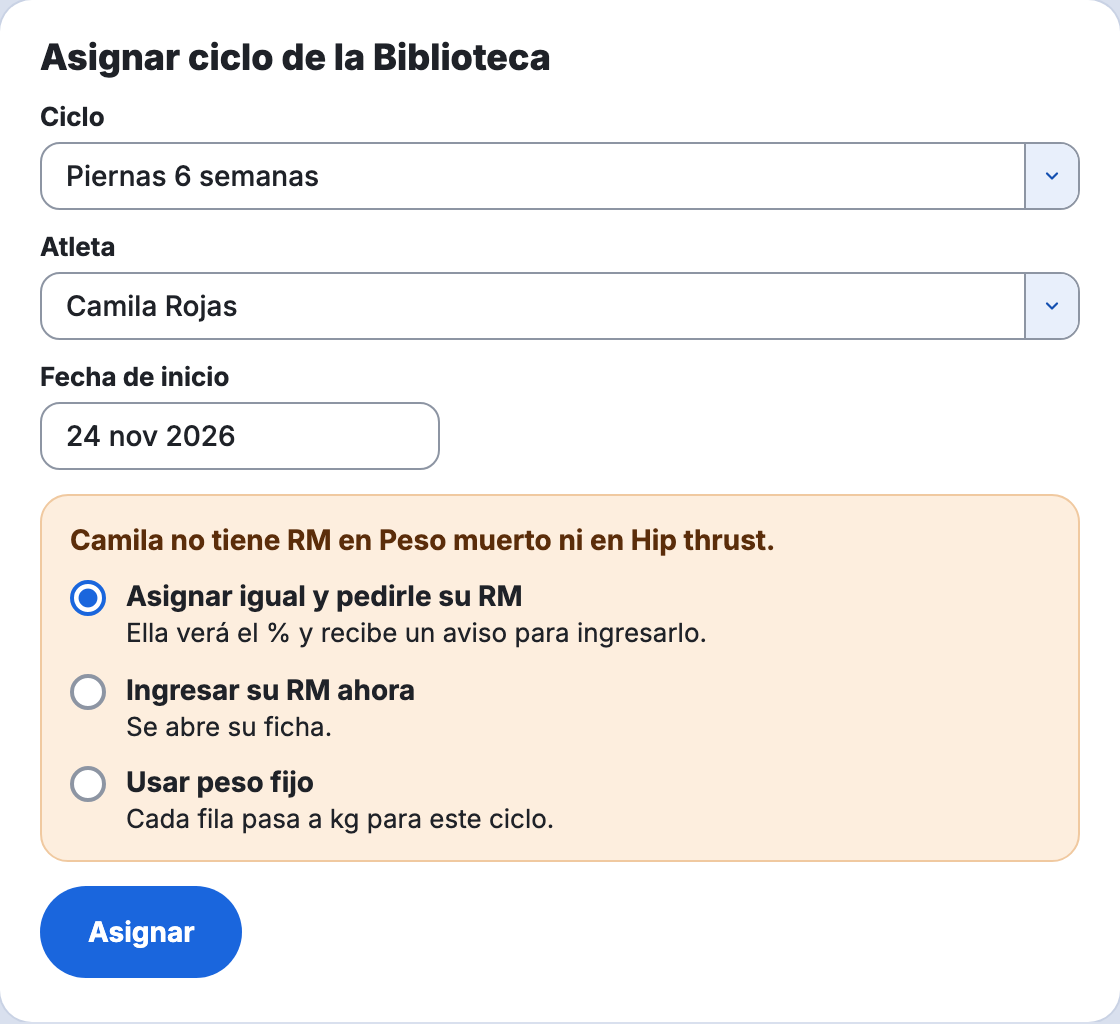 Asignar ciclo de la Biblioteca
Ciclo
Piernas 6 semanas
Atleta
Camila Rojas
Fecha de inicio
24 nov 2026
Camila no tiene RM en Peso muerto ni en Hip thrust.
Asignar igual y pedirle su RM
Ella verá el % y recibe un aviso para ingresarlo.
Ingresar su RM ahora
Se abre su ficha.
Usar peso fijo
Cada fila pasa a kg para este ciclo.
Asignar